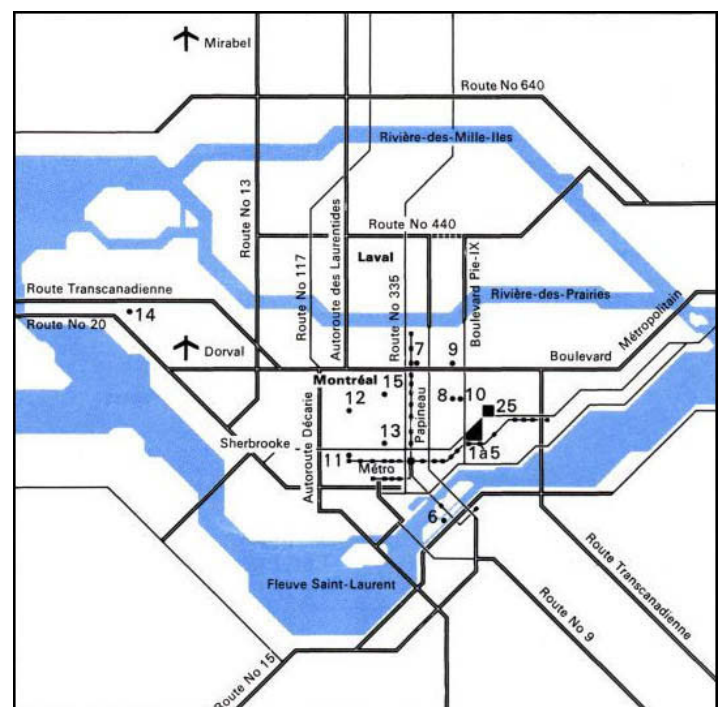 Mirabel
Route No 640
Rivière-des-Mille-Iles
Route No 13
Route No 440
Autoroute des Laurentides
Laval
Route No 117
Route No 335
Boulevard Pie-IX
Route Transcanadienne
Rivière-des-Prairies
Métropolitain
14
Route No 20
Dorval
7
9
Boulevard
Montréal
15
12
8
10
25
Papineau
Autoroute Décarie
13
Sherbrooke
1à5
11
Métro
6
Route Transcanadienne
Fleuve Saint-Laurent
Route No 9
Route No 15